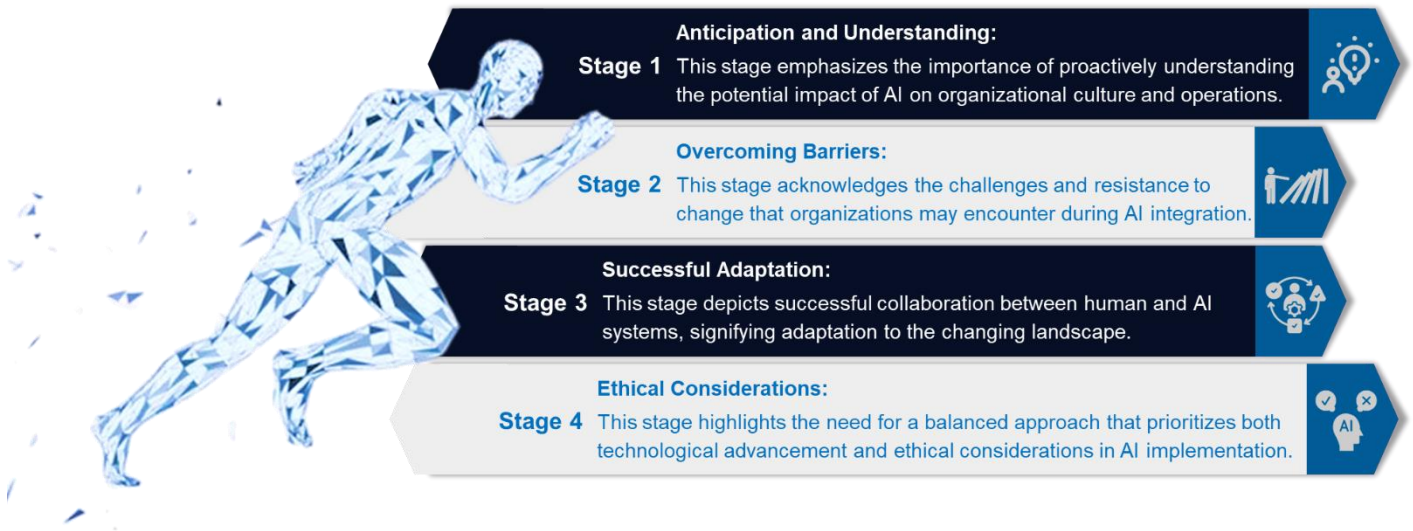 Anticipation and Understanding:
Stage 1 This stage emphasizes the importance of proactively understanding
the potential impact of AI on organizational culture and operations.
Overcoming Barriers:
Stage 2 This stage acknowledges the challenges and resistance to
change that organizations may encounter during AI integration.
Successful Adaptation:
Stage 3 This stage depicts successful collaboration between human and AI
systems, signifying adaptation to the changing landscape.
Ethical Considerations:
Stage 4 This stage highlights the need for a balanced approach that prioritizes both
technological advancement and ethical considerations in AI implementation.
AI